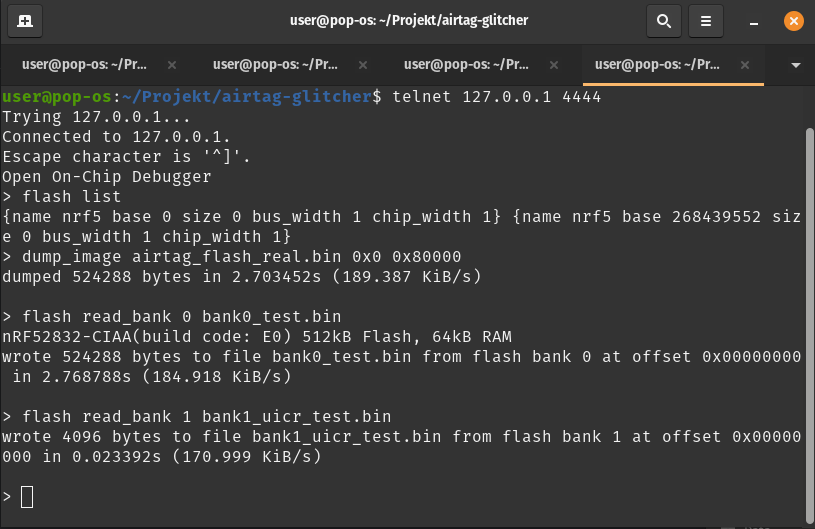 user@pop-os: ~/Projekt/airtag-glitcher
user@pop-os: ~/Pr... user@pop-os: ~/Pr... user@pop-os: ~/Pr... user@pop-os: ~/Pr...
user@pop-os:~/Projekt/airtag-glitcher$ telnet 127.0.0.1 4444
Trying 127.0.0.1...
Connected to 127.0.0.1.
Escape character is '^]'.
Open On-Chip Debugger
> flash list
{name nrf5 base 0 size 0 bus_width 1 chip_width 1} {name nrf5 base 268439552 siz
e 0 bus_width 1 chip_width 1}
> dump_image airtag_flash_real.bin 0x0 0x80000
dumped 524288 bytes in 2.703452s (189.387 KiB/s)
> flash read_bank 0 bank0_test.bin
nRF52832-CIAA(build code: E0) 512kB Flash, 64kB RAM
wrote 524288 bytes to file bank0_test.bin from flash bank 0 at offset 0x00000000
in 2.768788s (184.918 KiB/s)
> flash read_bank 1 bank1_uicr_test.bin
wrote 4096 bytes to file bank1_uicr_test.bin from flash bank 1 at offset 0x00000
000 in 0.023392s (170.999 KiB/s)
>